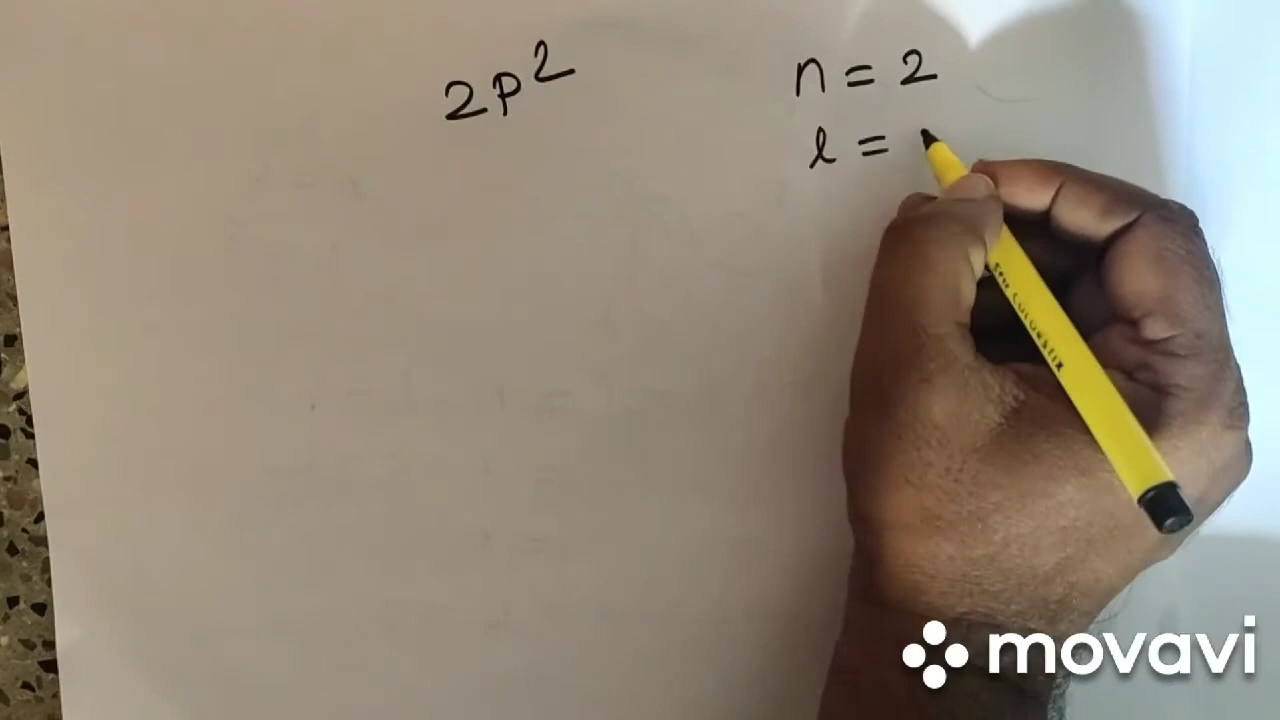 2p²
n = 2
l =
movavi